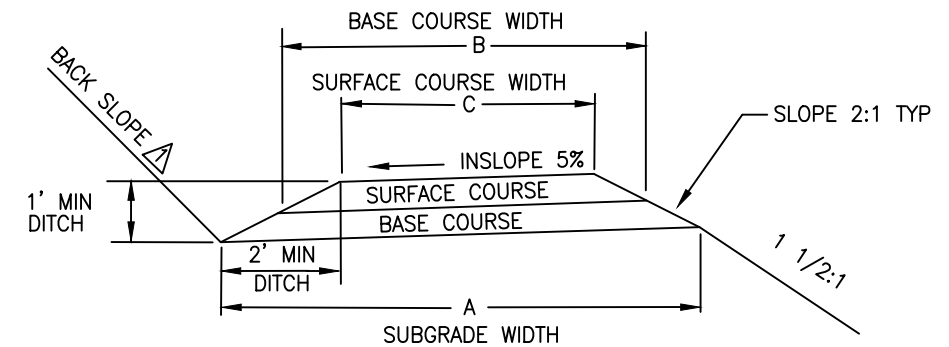 BASE COURSE WIDTH
B
BACK SLOPE 1
SURFACE COURSE WIDTH
C
SLOPE 2:1 TYP
INSLOPE 5%
1' MIN
DITCH
SURFACE COURSE
BASE COURSE
2' MIN
DITCH
1 1/2:1
A
SUBGRADE WIDTH